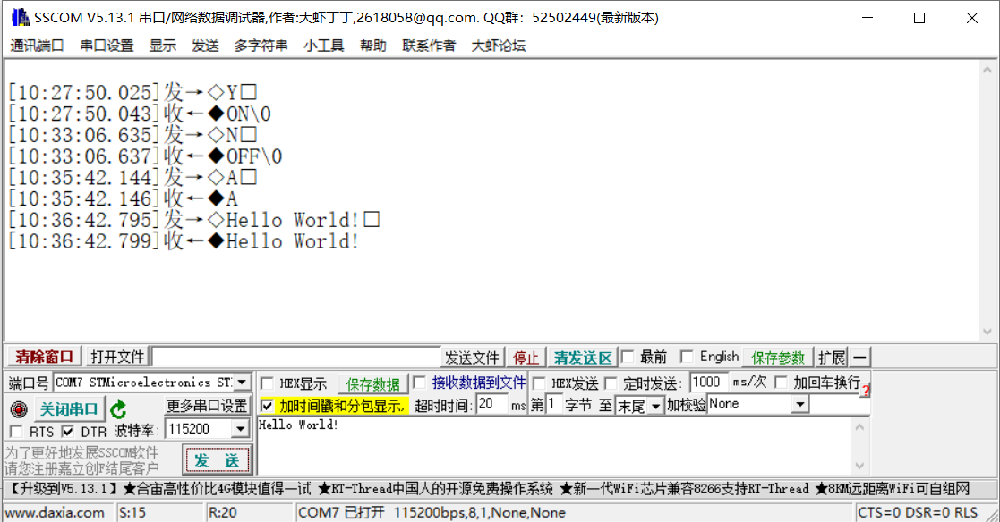 SSCOM V5.13.1 串口/网络数据调试器,作者:大虾丁丁,2618058@qq.com. QQ群：52502449(最新版本)
通讯端口 串口设置 显示 发送 多字符串 小工具 帮助 联系作者 大虾论坛
[10:27:50.025]发→◇Y□
[10:27:50.043]收←◆ON\0
[10:33:06.635]发→◇N□
[10:33:06.637]收←◆OFF\0
[10:35:42.144]发→◇A□
[10:35:42.146]收←◆A
[10:36:42.795]发→◇Hello World!□
[10:36:42.799]收←◆Hello World!
清除窗口 打开文件 发送文件 停止 清发送区 最前 English 保存参数 扩展 —
端口号 COM7 STMicroelectronics ST HEX显示 保存数据 接收数据到文件 HEX发送 定时发送: 1000 ms/次 加回车换行
关闭串口 更多串口设置 加时间戳和分包显示, 超时时间: 20 ms 第 1 字节 至 末尾 加校验 None
RTS DTR 波特率: 115200 Hello World!
为了更好地发展SSCOM软件
请您注册嘉立创F结尾客户
发 送
【升级到V5.13.1】★合宙高性价比4G模块值得一试 ★RT-Thread中国人的开源免费操作系统 ★新一代WiFi芯片兼容8266支持RT-Thread ★8KM远距离WiFi可自组网
www.daxia.com S:15 R:20 COM7 已打开 115200bps,8,1,None,None CTS=0 DSR=0 RLS